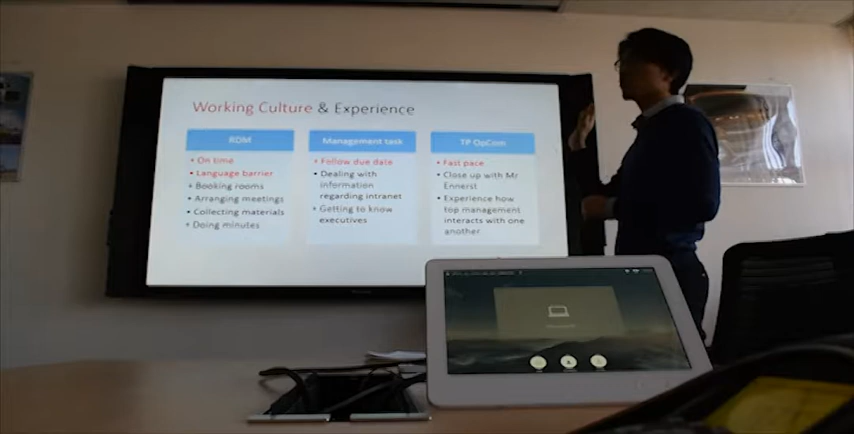 Working Culture & Experience
RDM
• On time
• Language barrier
• Booking rooms
• Arranging meetings
• Collecting materials
• Doing minutes
Management task
• Follow due date
• Dealing with
information
regarding intranet
• Getting to know
executives
TP OpCom
• Fast pace
• Close up with Mr
Ennerst
• Experience how
top management
interacts with one
another